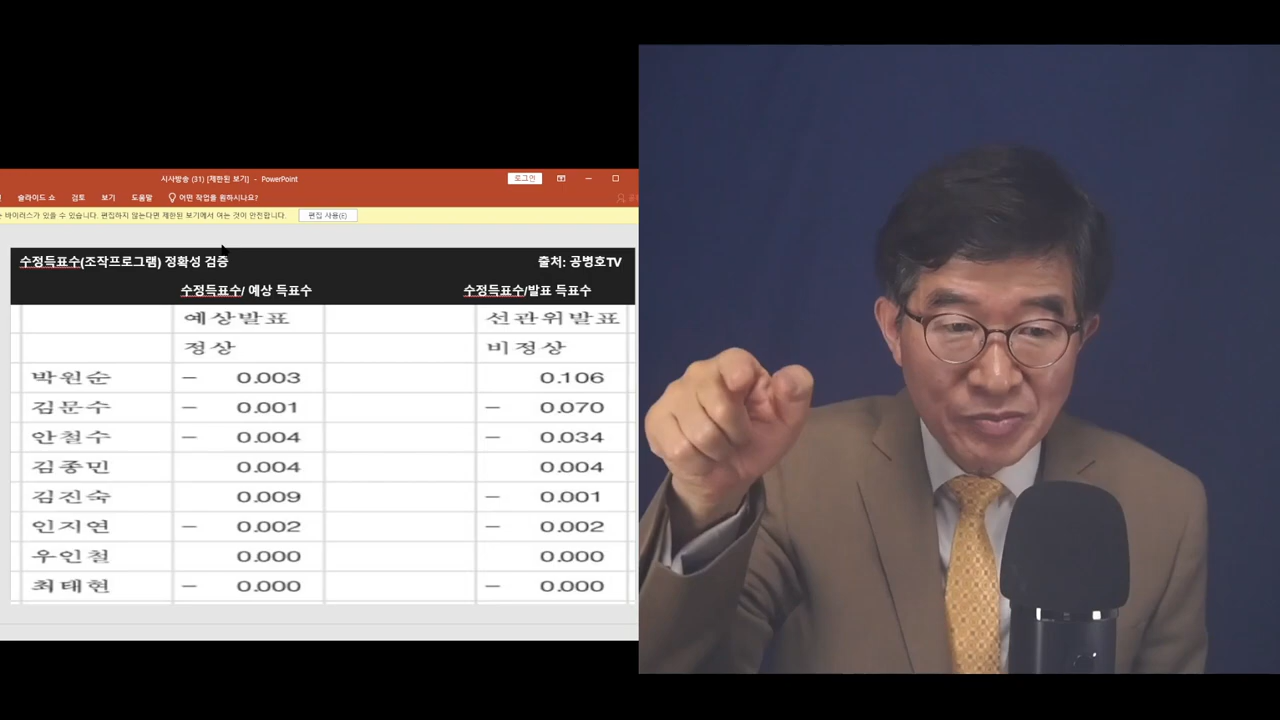 시사방송 (31) [제한된 보기] - PowerPoint 로그인
슬라이드 쇼 검토 보기 도움말 어떤 작업을 원하시나요?
바이러스가 있을 수 있습니다. 편집하지 않는다면 제한된 보기에서 여는 것이 안전합니다. 편집 사용(E)
수정득표수(조작프로그램) 정확성 검증 출처: 공병호TV
수정득표수/ 예상 득표수 수정득표수/발표 득표수
예상발표 선관위발표
정상 비정상
박원순 - 0.003 0.106
김문수 - 0.001 - 0.070
안철수 - 0.004 - 0.034
김종민 0.004 0.004
김진숙 0.009 - 0.001
인지연 - 0.002 - 0.002
우인철 0.000 0.000
최태현 - 0.000 - 0.000